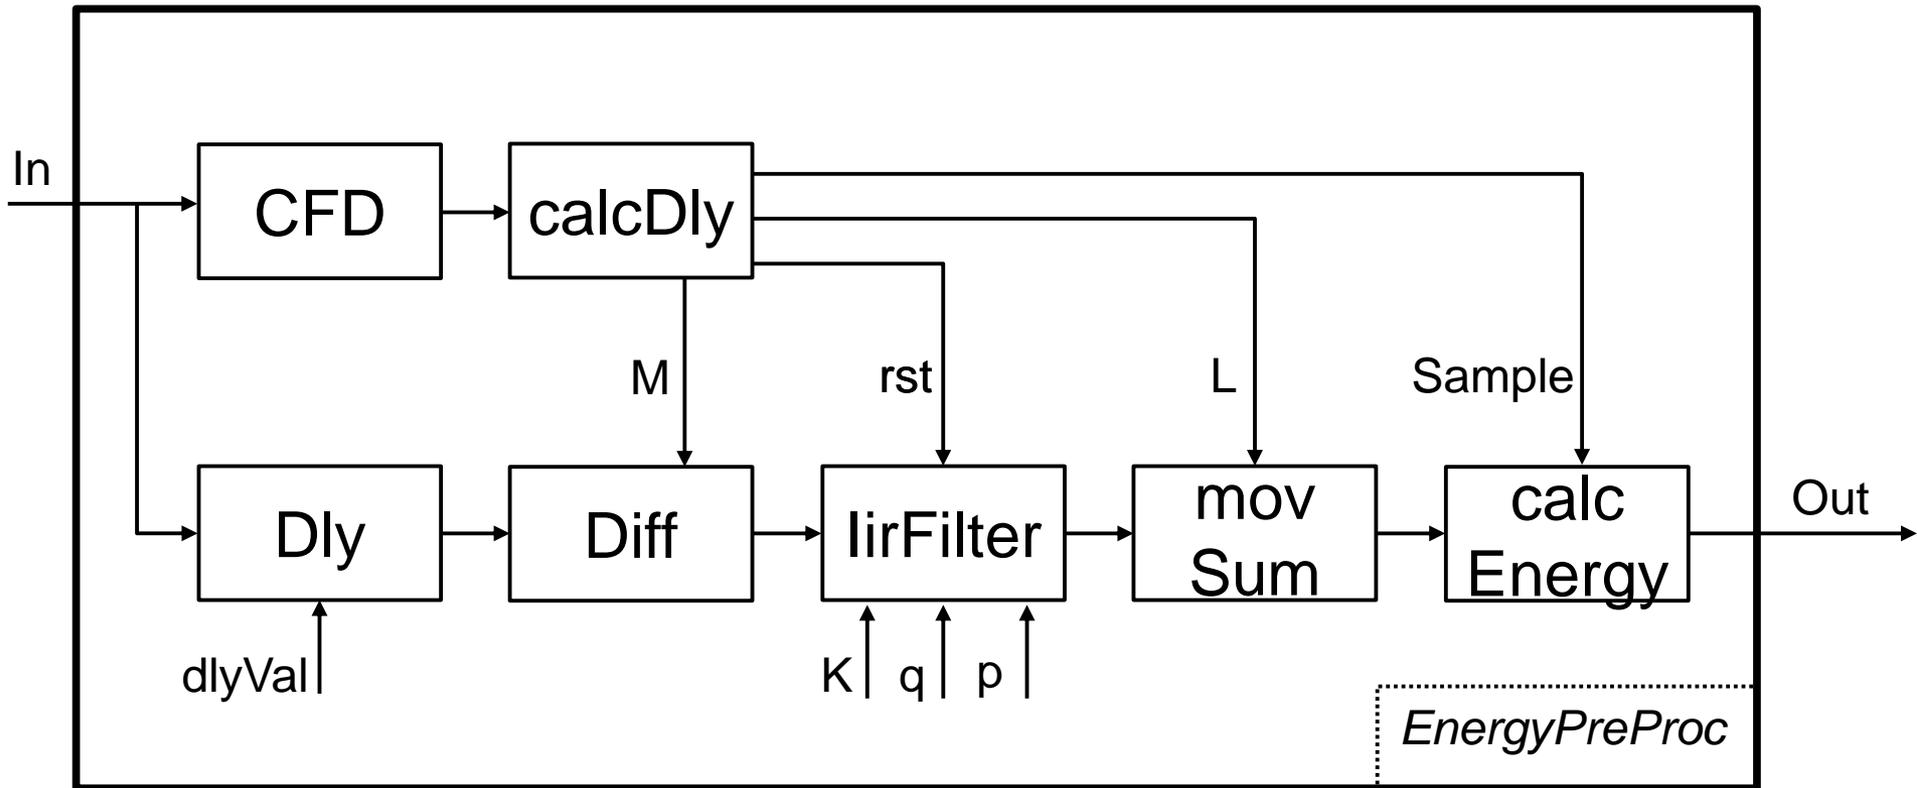 In
CFD
calcDly
M
rst
L
Sample
Dly
Diff
IirFilter
mov
Sum
calc
Energy
Out
dlyVal
K
q
p
EnergyPreProc